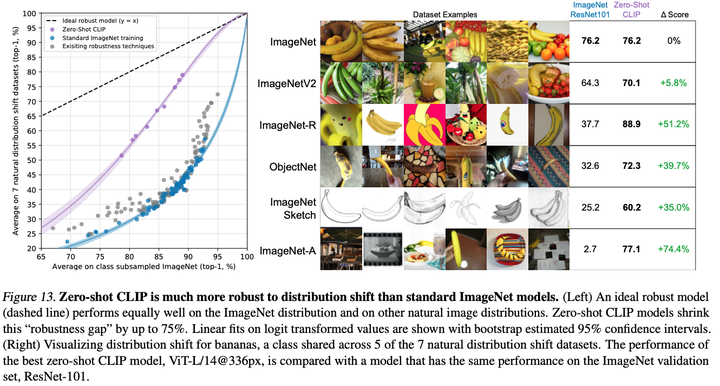 Average on 7 natural distribution shift datasets (top-1, %)
100
95
90
85
80
75
70
65
60
55
50
45
40
35
30
25
20
Ideal robust model (y = x)
Zero-Shot CLIP
Standard ImageNet training
Exisiting robustness techniques
65 70 75 80 85 90 95 100
Average on class subsampled ImageNet (top-1, %)
Dataset Examples
ImageNet
ResNet101
Zero-Shot
CLIP
Δ Score
ImageNet 76.2 76.2 0%
ImageNetV2 64.3 70.1 +5.8%
ImageNet-R 37.7 88.9 +51.2%
ObjectNet 32.6 72.3 +39.7%
ImageNet
Sketch 25.2 60.2 +35.0%
ImageNet-A 2.7 77.1 +74.4%
Figure 13. Zero-shot CLIP is much more robust to distribution shift than standard ImageNet models. (Left) An ideal robust model
(dashed line) performs equally well on the ImageNet distribution and on other natural image distributions. Zero-shot CLIP models shrink
this “robustness gap” by up to 75%. Linear fits on logit transformed values are shown with bootstrap estimated 95% confidence intervals.
(Right) Visualizing distribution shift for bananas, a class shared across 5 of the 7 natural distribution shift datasets. The performance of
the best zero-shot CLIP model, ViT-L/14@336px, is compared with a model that has the same performance on the ImageNet validation
set, ResNet-101.